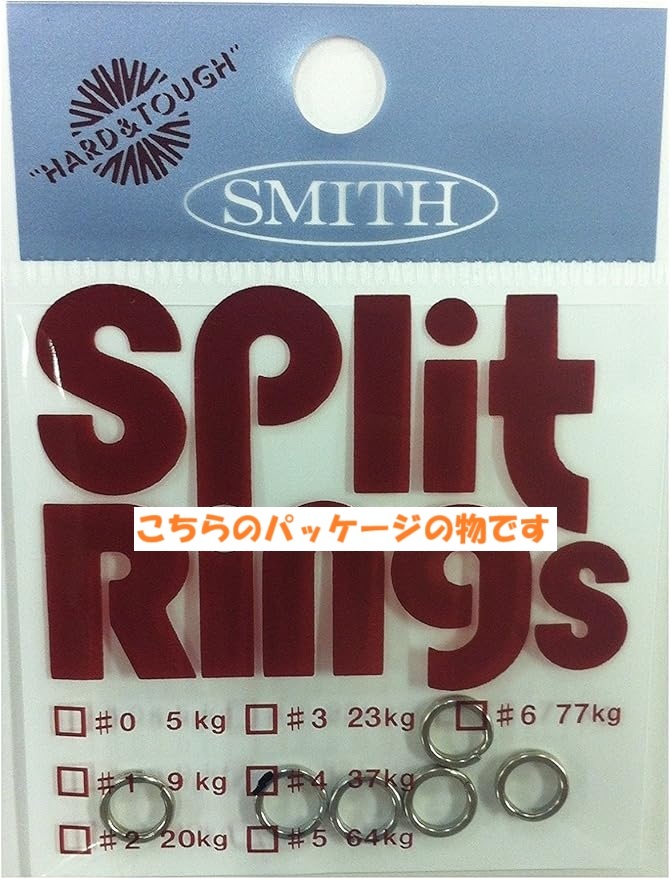 "HARD&TOUGH"
SMITH
Split
Rings
こちらのパッケージの物です
#0 5kg #3 23kg #6 77kg
#1 9kg #4 37kg
#2 20kg #5 64kg